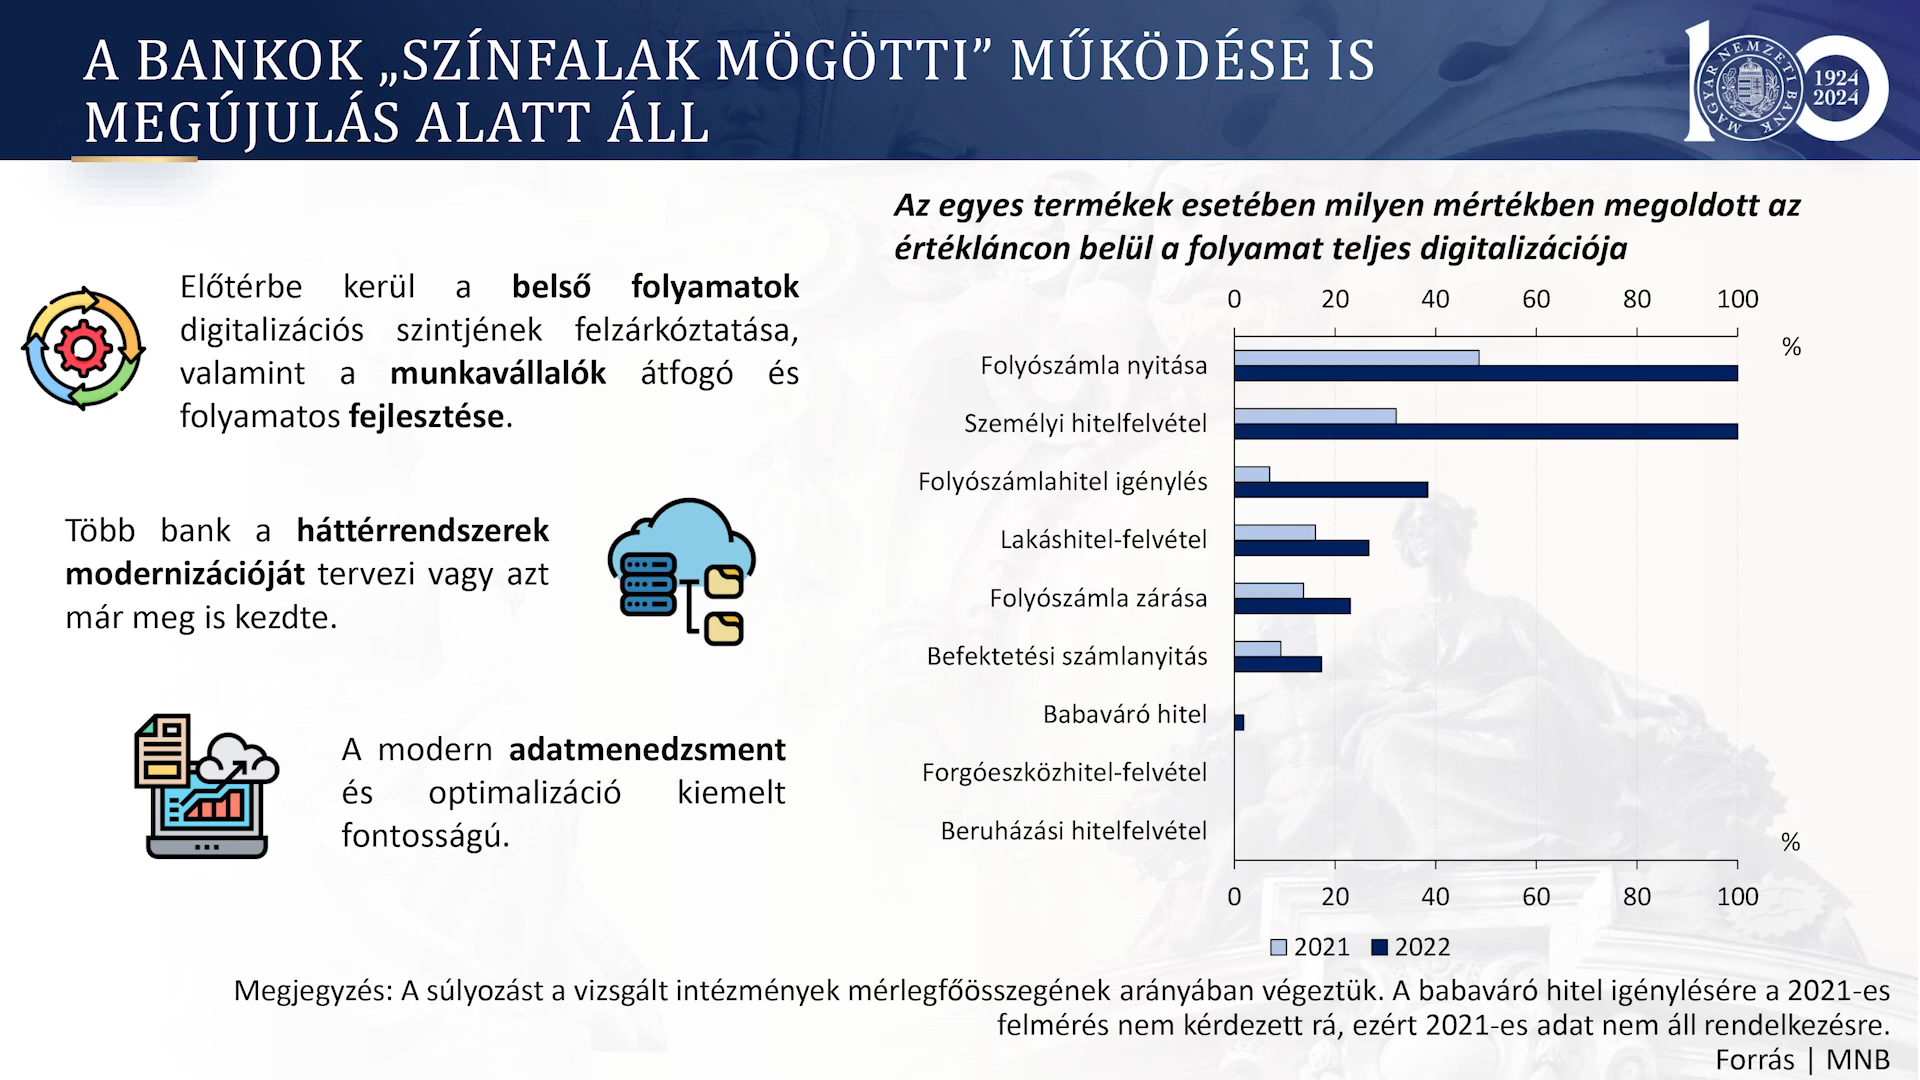 A BANKOK „SZÍNFALAK MÖGÖTTI” MŰKÖDÉSE IS
MEGÚJULÁS ALATT ÁLL
MAGYAR NEMZETI BANK
1924
2024
Előtérbe kerül a belső folyamatok
digitalizációs szintjének felzárkóztatása,
valamint a munkavállalók átfogó és
folyamatos fejlesztése.
Több bank a háttérrendszerek
modernizációját tervezi vagy azt
már meg is kezdte.
A modern adatmenedzsment
és optimalizáció kiemelt
fontosságú.
Az egyes termékek esetében milyen mértékben megoldott az
értékláncon belül a folyamat teljes digitalizációja
0 20 40 60 80 100
%
Folyószámla nyitása
Személyi hitelfelvétel
Folyószámlahitel igénylés
Lakáshitel-felvétel
Folyószámla zárása
Befektetési számlanyitás
Babaváró hitel
Forgóeszközhitel-felvétel
Beruházási hitelfelvétel
%
0 20 40 60 80 100
2021 2022
Megjegyzés: A súlyozást a vizsgált intézmények mérlegfőösszegének arányában végeztük. A babaváró hitel igénylésére a 2021-es
felmérés nem kérdezett rá, ezért 2021-es adat nem áll rendelkezésre.
Forrás | MNB